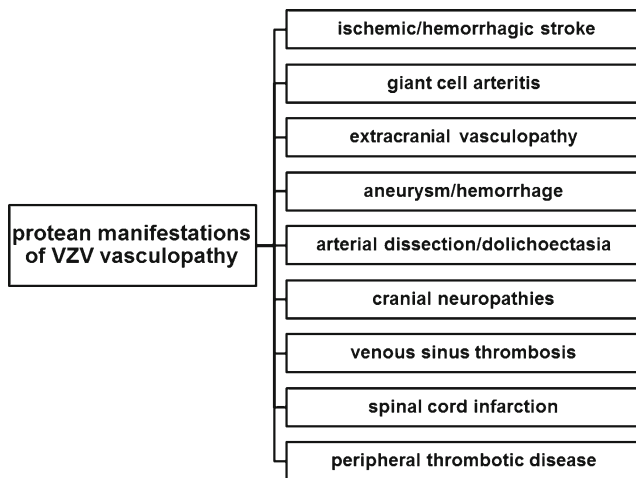 protean manifestations
of VZV vasculopathy
ischemic/hemorrhagic stroke
giant cell arteritis
extracranial vasculopathy
aneurysm/hemorrhage
arterial dissection/dolichoectasia
cranial neuropathies
venous sinus thrombosis
spinal cord infarction
peripheral thrombotic disease